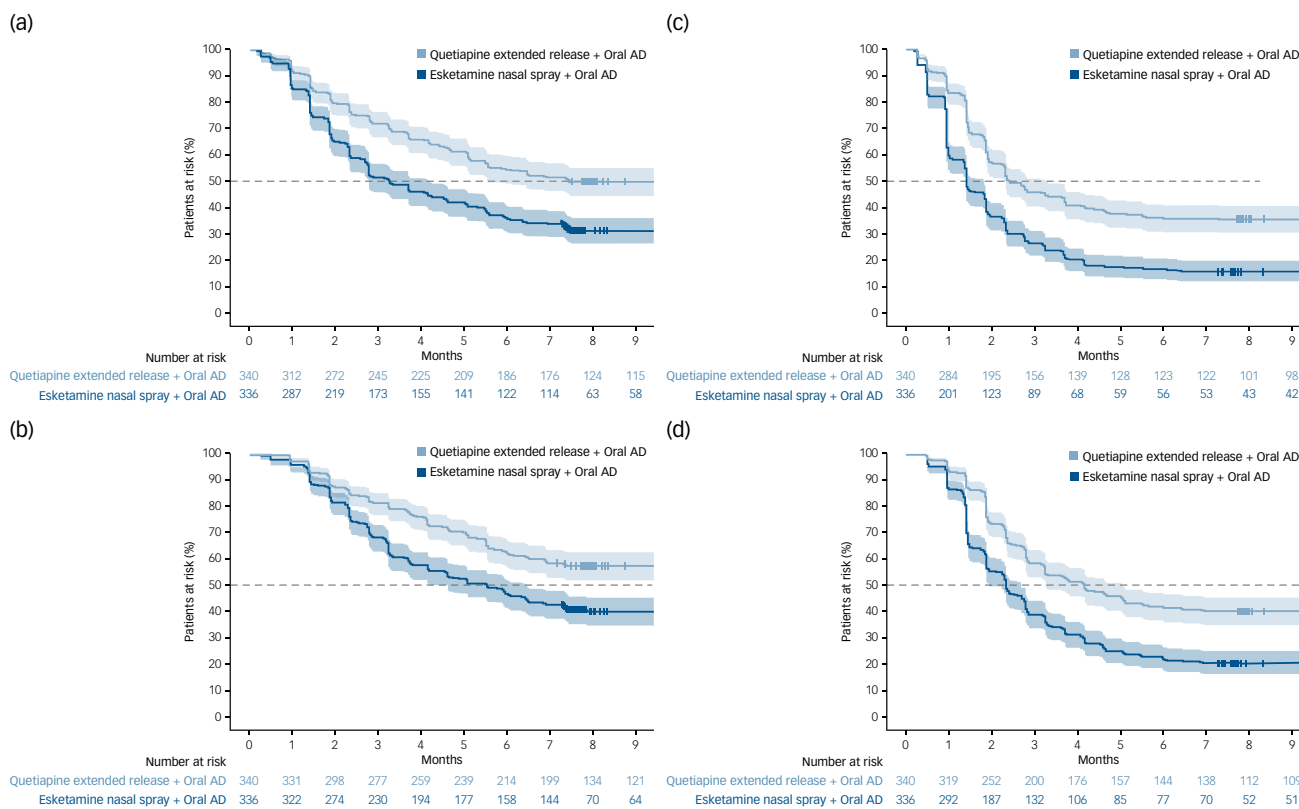 (a)
Quetiapine extended release + Oral AD
Esketamine nasal spray + Oral AD
Patients at risk (%)
100
90
80
70
60
50
40
30
20
10
0
0 1 2 3 4 5 6 7 8 9
Number at risk
Months
Quetiapine extended release + Oral AD 340 312 272 245 225 209 186 176 124 115
Esketamine nasal spray + Oral AD 336 287 219 173 155 141 122 114 63 58
(c)
Quetiapine extended release + Oral AD
Esketamine nasal spray + Oral AD
Patients at risk (%)
100
90
80
70
60
50
40
30
20
10
0
0 1 2 3 4 5 6 7 8 9
Number at risk
Months
Quetiapine extended release + Oral AD 340 284 195 156 139 128 123 122 101 98
Esketamine nasal spray + Oral AD 336 201 123 89 68 59 56 53 43 42
(b)
Quetiapine extended release + Oral AD
Esketamine nasal spray + Oral AD
Patients at risk (%)
100
90
80
70
60
50
40
30
20
10
0
0 1 2 3 4 5 6 7 8 9
Number at risk
Months
Quetiapine extended release + Oral AD 340 331 298 277 259 239 214 199 134 121
Esketamine nasal spray + Oral AD 336 322 274 230 194 177 158 144 70 64
(d)
Quetiapine extended release + Oral AD
Esketamine nasal spray + Oral AD
Patients at risk (%)
100
90
80
70
60
50
40
30
20
10
0
0 1 2 3 4 5 6 7 8 9
Number at risk
Months
Quetiapine extended release + Oral AD 340 319 252 200 176 157 144 138 112 109
Esketamine nasal spray + Oral AD 336 292 187 132 106 85 77 70 52 51